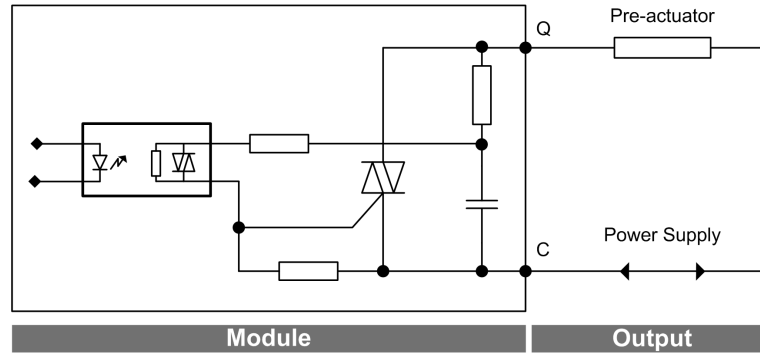 Pre-actuator
Q
C
Power Supply
Module
Output